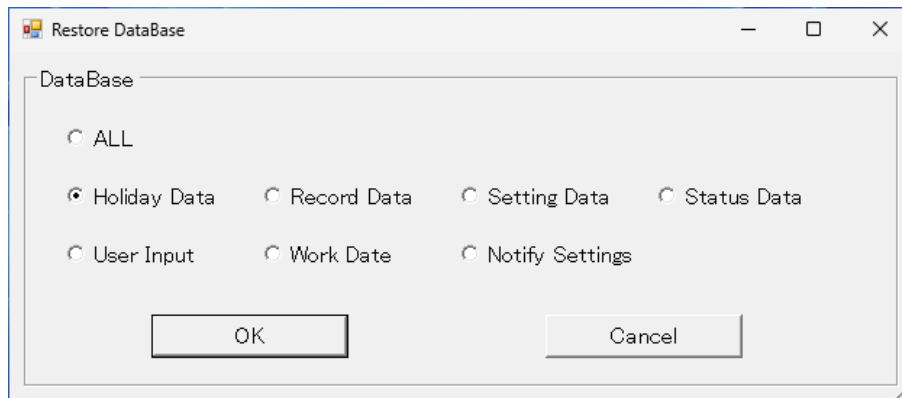 Restore DataBase
DataBase
ALL
Holiday Data Record Data Setting Data Status Data
User Input Work Date Notify Settings
OK Cancel